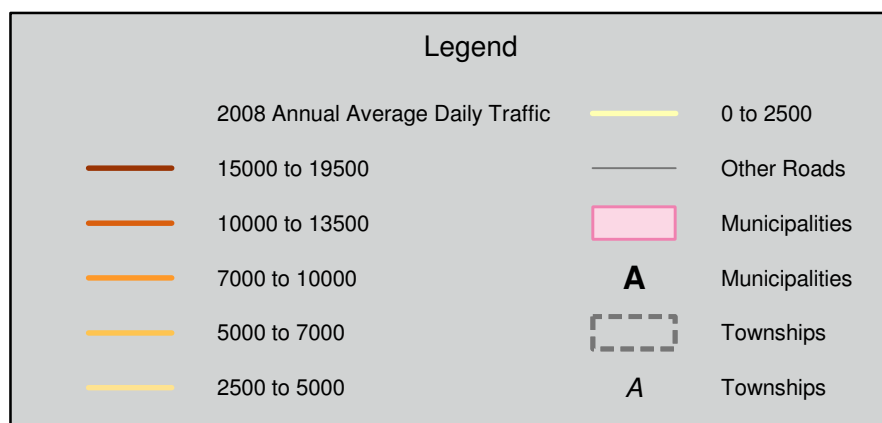 Legend
2008 Annual Average Daily Traffic
15000 to 19500
10000 to 13500
7000 to 10000
5000 to 7000
2500 to 5000
0 to 2500
Other Roads
Municipalities
A Municipalities
Townships
A Townships